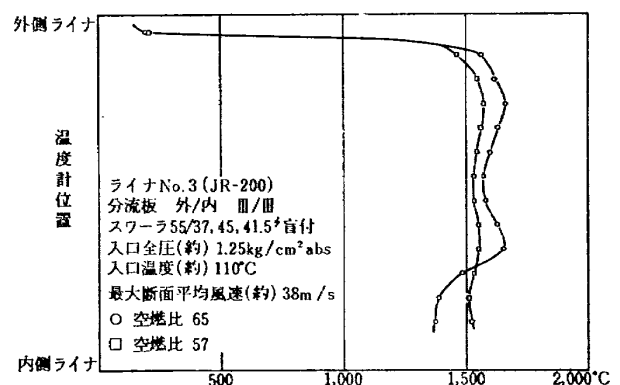 外側ライナ
温度計位置
ライナNo.3(JR-200)
分流板 外/内 Ⅲ/Ⅲ
スワーラ55/37,45,41.5°盲付
入口全圧(約) 1.25kg/cm²abs
入口温度(約)110℃
最大断面平均風速(約)38m/s
○ 空燃比 65
□ 空燃比 57
内側ライナ
500 1,000 1,500 2,000℃